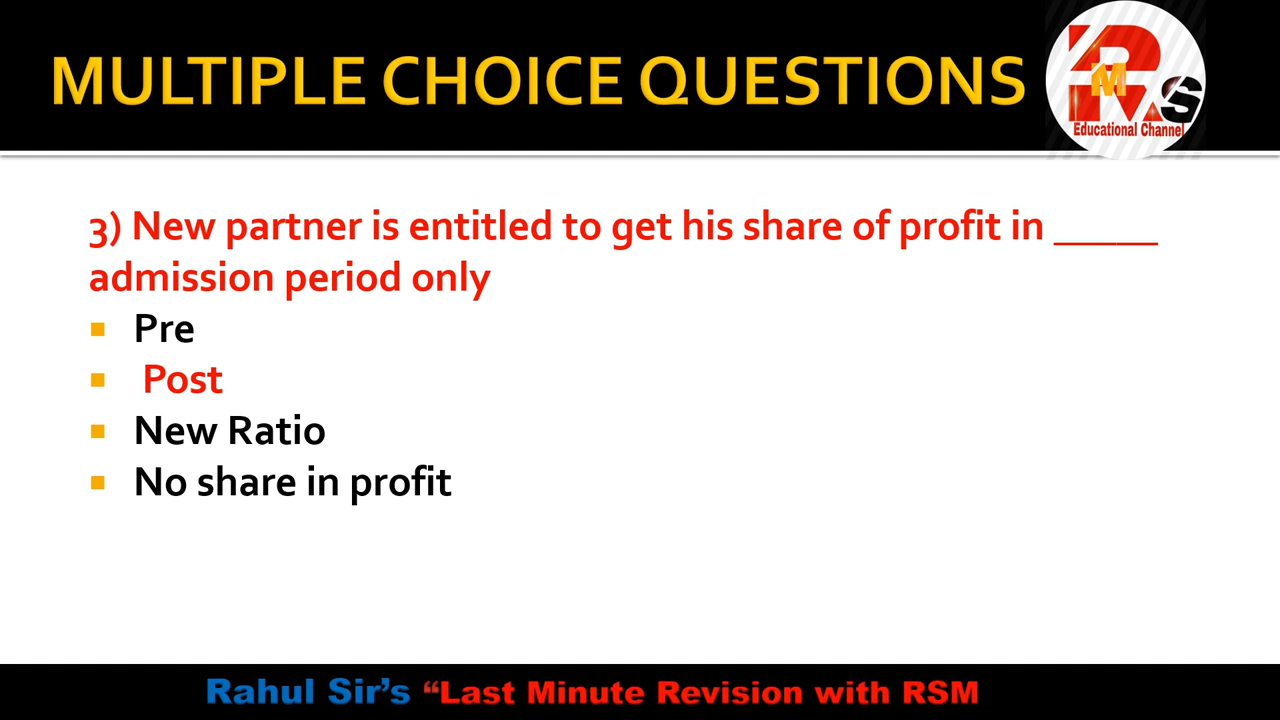 MULTIPLE CHOICE QUESTIONS
RMS
Educational Channel
3) New partner is entitled to get his share of profit in _____
admission period only
Pre
Post
New Ratio
No share in profit
Rahul Sir’s “Last Minute Revision with RSM